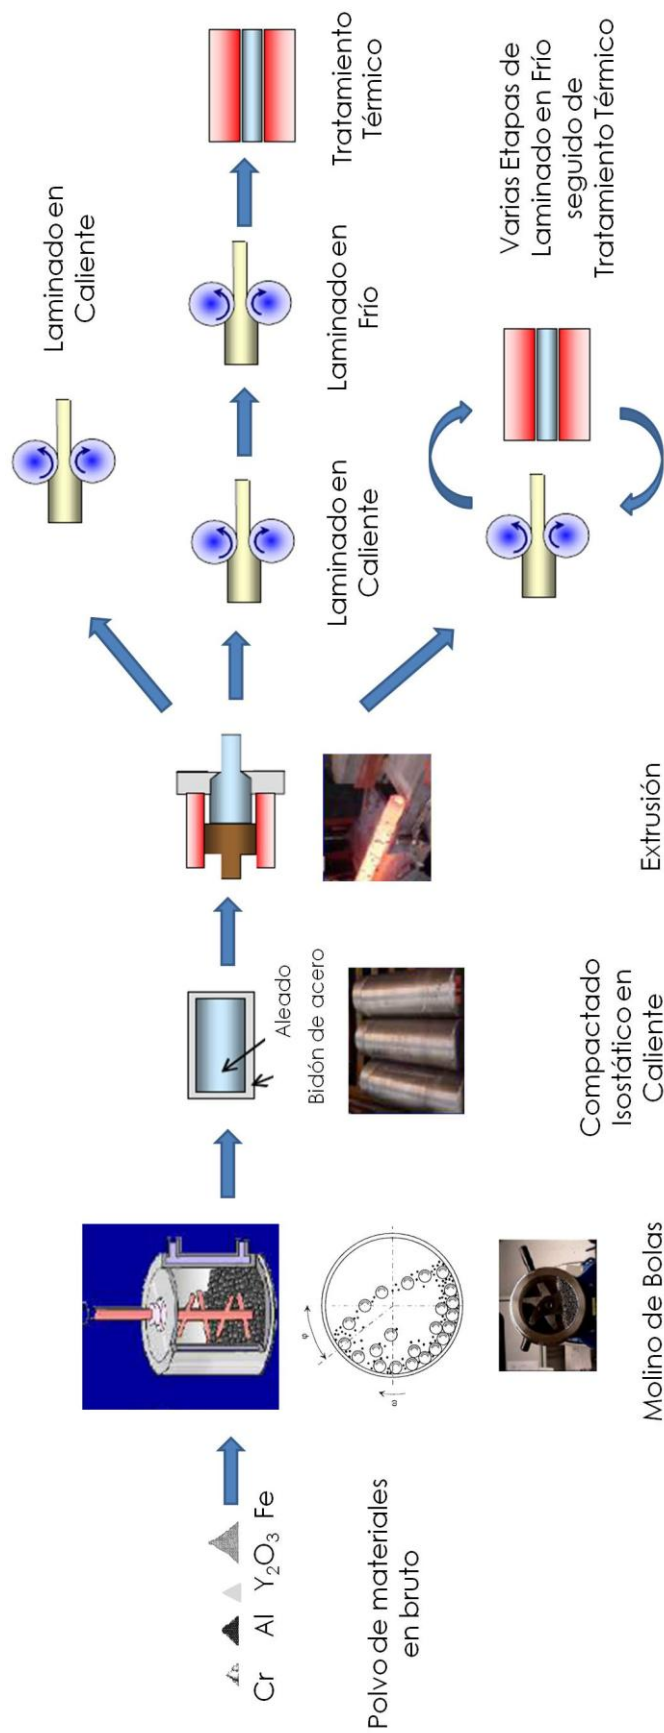 Cr Al Y₂O₃ Fe
Polvo de materiales
en bruto
φ
ω
Molino de Bolas
Aleado
Bidón de acero
Compactado
Isostático en
Caliente
Extrusión
Laminado en
Caliente
Laminado en
Caliente
Laminado en
Frío
Tratamiento
Térmico
Varias Etapas de
Laminado en Frío
seguido de
Tratamiento Térmico